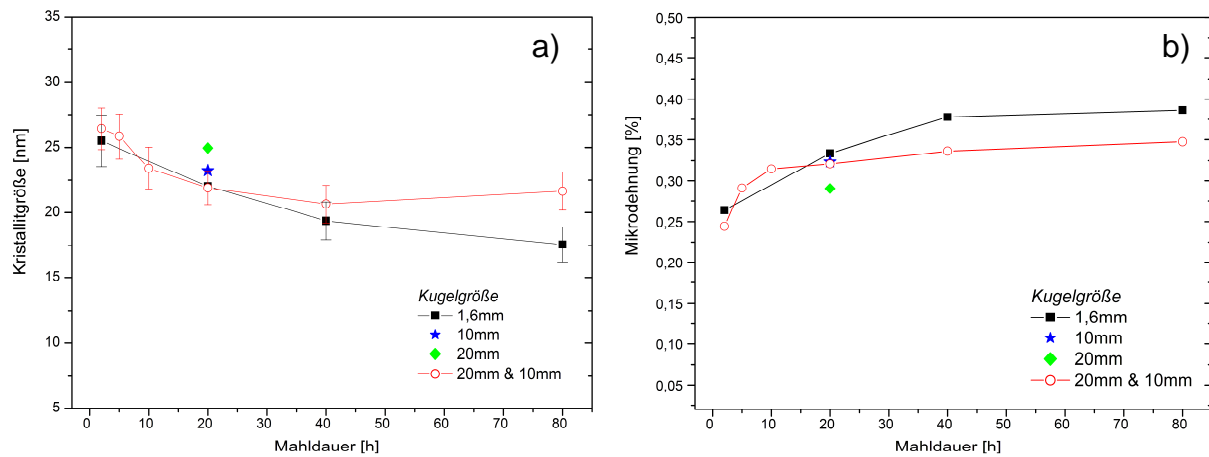 a)
Kristallitgröße [nm]
35
30
25
20
15
10
5
Kugelgröße
1,6mm
10mm
20mm
20mm & 10mm
0 10 20 30 40 50 60 70 80
Mahldauer [h]
b)
Mikrodehnung [%]
0,50
0,45
0,40
0,35
0,30
0,25
0,20
0,15
0,10
0,05
Kugelgröße
1,6mm
10mm
20mm
20mm & 10mm
0 10 20 30 40 50 60 70 80
Mahldauer [h]